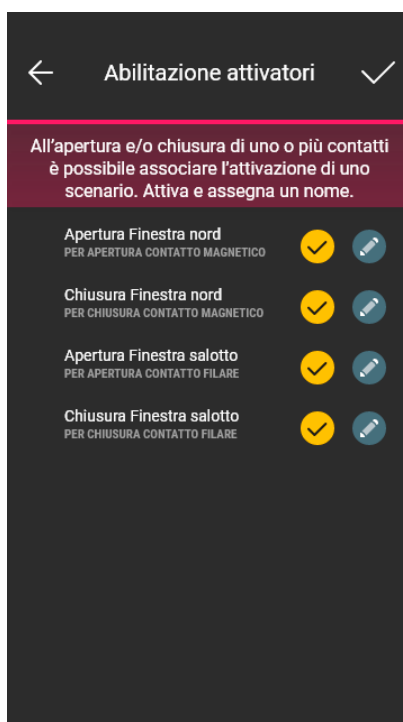 Abilitazione attivatori
All'apertura e/o chiusura di uno o più contatti
è possibile associare l'attivazione di uno
scenario. Attiva e assegna un nome.
Apertura Finestra nord
PER APERTURA CONTATTO MAGNETICO
Chiusura Finestra nord
PER CHIUSURA CONTATTO MAGNETICO
Apertura Finestra salotto
PER APERTURA CONTATTO FILARE
Chiusura Finestra salotto
PER CHIUSURA CONTATTO FILARE